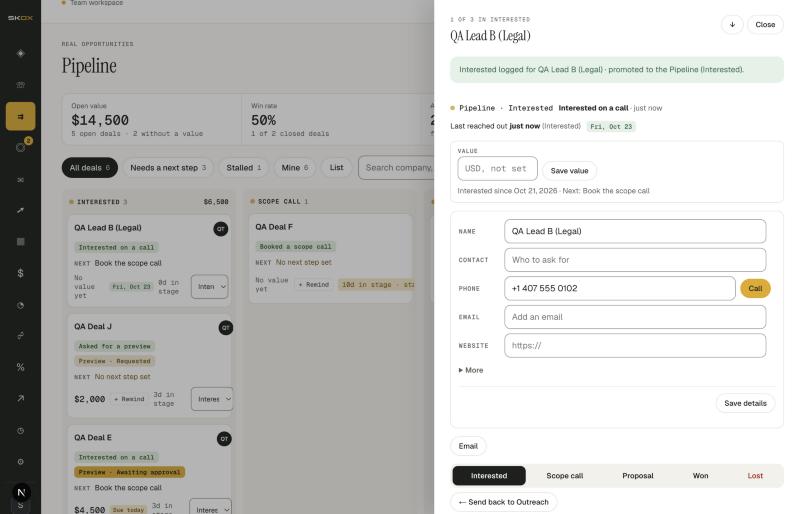 SKOX
Team workspace
REAL OPPORTUNITIES
Pipeline
Open value
$14,500
5 open deals · 2 without a value
Win rate
50%
1 of 2 closed deals
All deals 6
Needs a next step 3
Stalled 1
Mine 6
List
Search company,
INTERESTED 3
$6,500
QA Lead B (Legal)
QT
Interested on a call
NEXT Book the scope call
No value yet
Fri, Oct 23
0d in stage
Inter
QA Deal J
QT
Asked for a preview
Preview · Requested
NEXT No next step set
$2,000
+ Remind
3d in stage
Interes
QA Deal E
QT
Interested on a call
Preview · Awaiting approval
NEXT Book the scope call
$4,500
Due today
3d in stage
Interes
SCOPE CALL 1
QA Deal F
Booked a scope call
NEXT No next step set
No value yet
+ Remind
10d in stage · sta
1 OF 3 IN INTERESTED
QA Lead B (Legal)
↓
Close
Interested logged for QA Lead B (Legal) · promoted to the Pipeline (Interested).
Pipeline · Interested Interested on a call · just now
Last reached out just now (Interested) Fri, Oct 23
VALUE
USD, not set
Save value
Interested since Oct 21, 2026 · Next: Book the scope call
NAME QA Lead B (Legal)
CONTACT Who to ask for
PHONE +1 407 555 0102 Call
EMAIL Add an email
WEBSITE https://
More
Save details
Email
Interested Scope call Proposal Won Lost
← Send back to Outreach